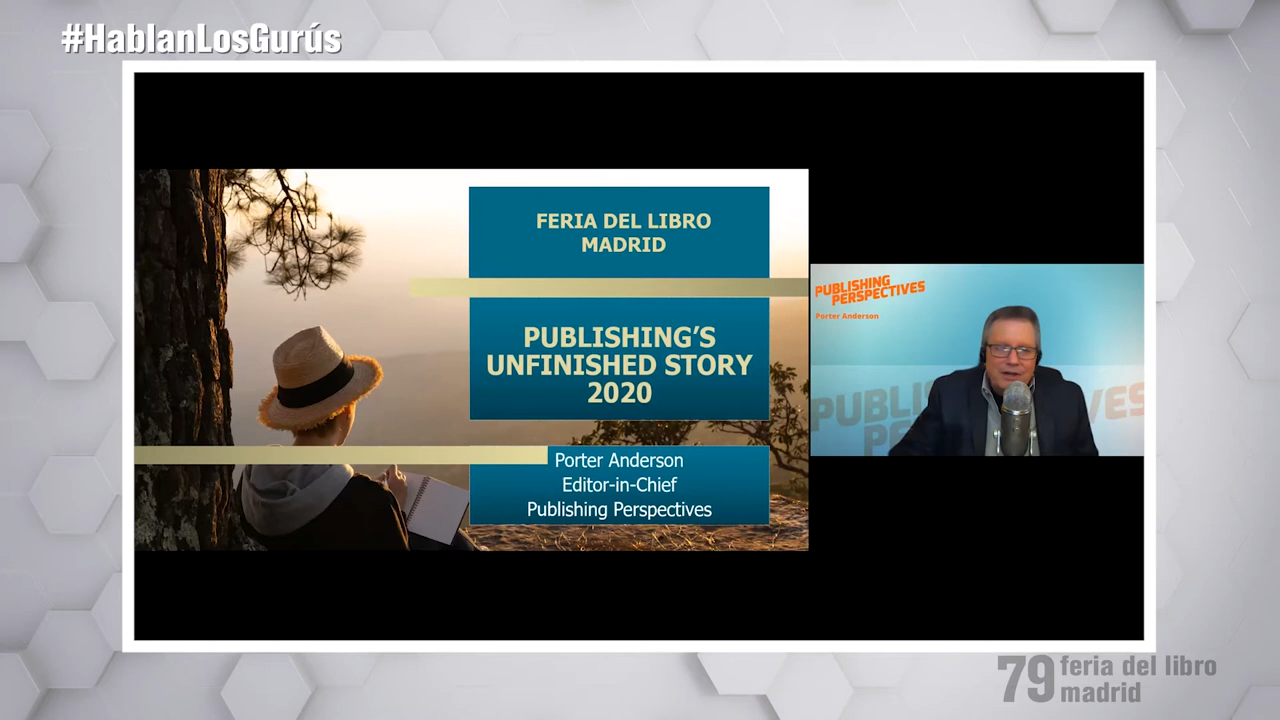 #HablanLosGurús
FERIA DEL LIBRO
MADRID
PUBLISHING’S
UNFINISHED STORY
2020
Porter Anderson
Editor-in-Chief
Publishing Perspectives
PUBLISHING
PERSPECTIVES
Porter Anderson
79 feria del libro
madrid